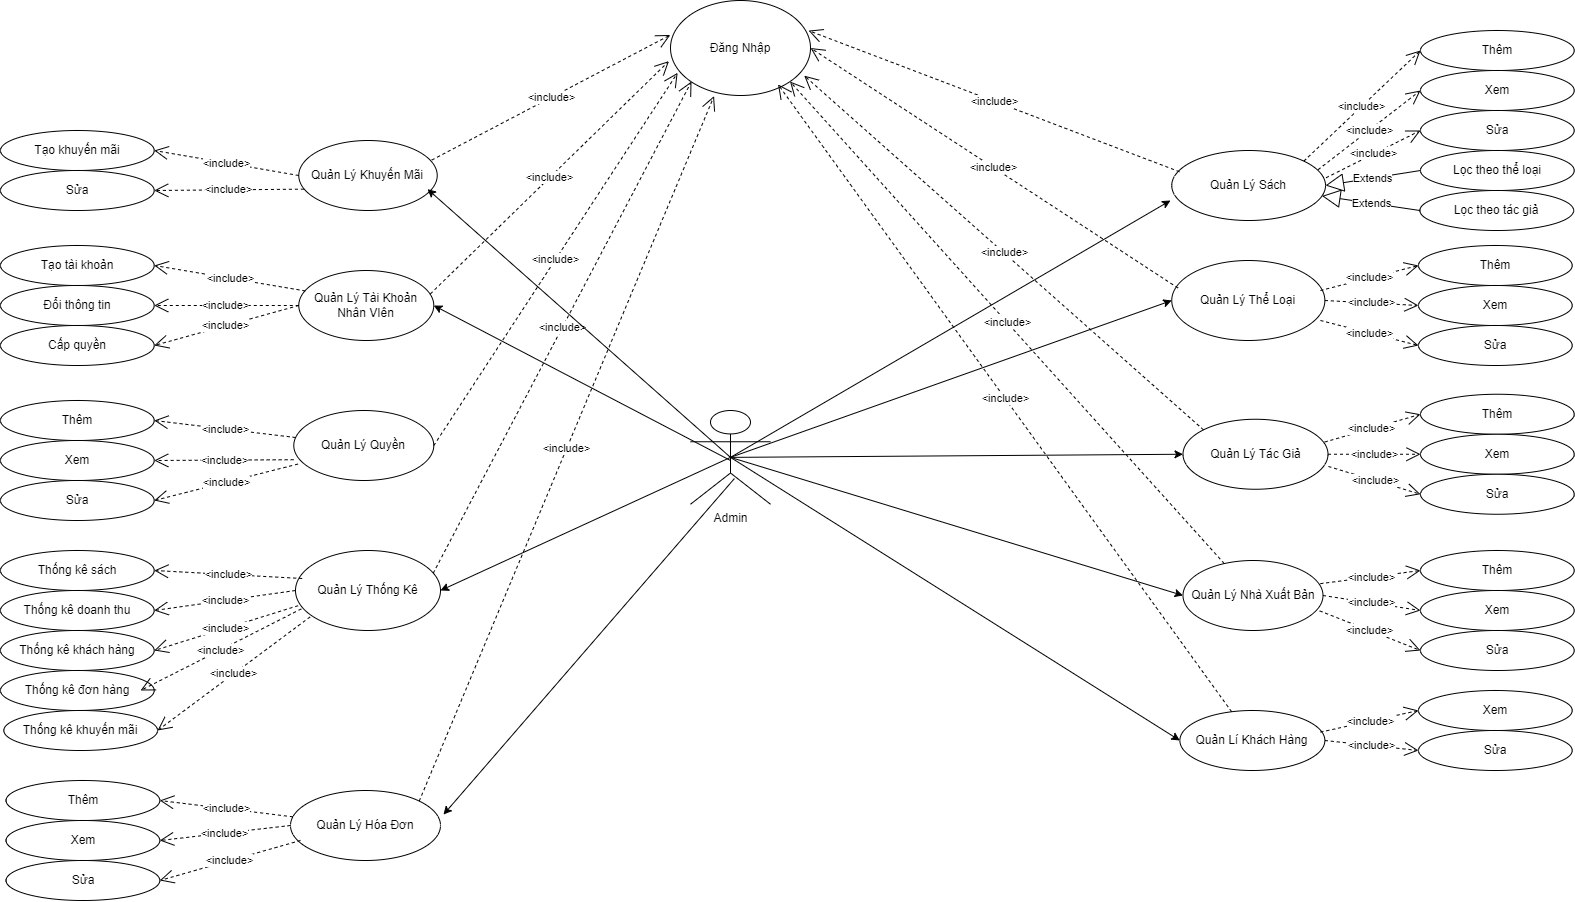 Đăng Nhập
<include>
<include>
<include>
<include>
<include>
<include>
<include>
<include>
<include>
<include>
Quản Lý Khuyến Mãi
<include>
<include>
Tạo khuyến mãi
Sửa
Quản Lý Tài Khoản
Nhân VIên
<include>
<include>
<include>
Tạo tài khoản
Đổi thông tin
Cấp quyền
Quản Lý Quyền
<include>
<include>
<include>
Thêm
Xem
Sửa
Quản Lý Thống Kê
<include>
<include>
<include>
<include>
<include>
Thống kê sách
Thống kê doanh thu
Thống kê khách hàng
Thống kê đơn hàng
Thống kê khuyến mãi
Quản Lý Hóa Đơn
<include>
<include>
<include>
Thêm
Xem
Sửa
Admin
Quản Lý Sách
<include>
<include>
<include>
Extends
Extends
Thêm
Xem
Sửa
Lọc theo thể loại
Lọc theo tác giả
Quản Lý Thể Loại
<include>
<include>
<include>
Thêm
Xem
Sửa
Quản Lý Tác Giả
<include>
<include>
<include>
Thêm
Xem
Sửa
Quản Lý Nhà Xuất Bản
<include>
<include>
<include>
Thêm
Xem
Sửa
Quản Lí Khách Hàng
<include>
<include>
Xem
Sửa